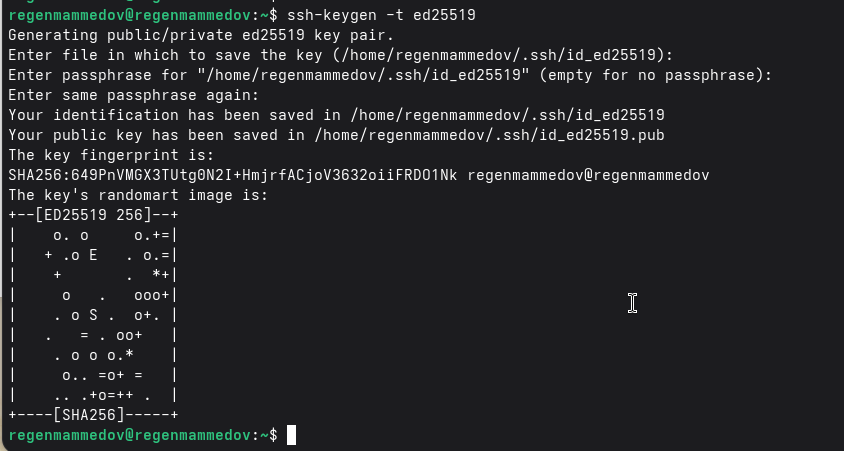 regenmammedov@regenmammedov:~$ ssh-keygen -t ed25519
Generating public/private ed25519 key pair.
Enter file in which to save the key (/home/regenmammedov/.ssh/id_ed25519):
Enter passphrase for "/home/regenmammedov/.ssh/id_ed25519" (empty for no passphrase):
Enter same passphrase again:
Your identification has been saved in /home/regenmammedov/.ssh/id_ed25519
Your public key has been saved in /home/regenmammedov/.ssh/id_ed25519.pub
The key fingerprint is:
SHA256:649PnVMGX3TUtg0N2I+HmjrfACjoV3632oiiFRDO1Nk regenmammedov@regenmammedov
The key's randomart image is:
+--[ED25519 256]--+
|    o. o     o.+=|
|   + .o E   . o.=|
|    +       .  *+|
|     o   .   ooo+|
|    . o S .  o+. |
|   .   = . oo+   |
|    . o o o.*    |
|     o.. =o+ =   |
|    .. .+o=++ .  |
+----[SHA256]-----+
regenmammedov@regenmammedov:~$